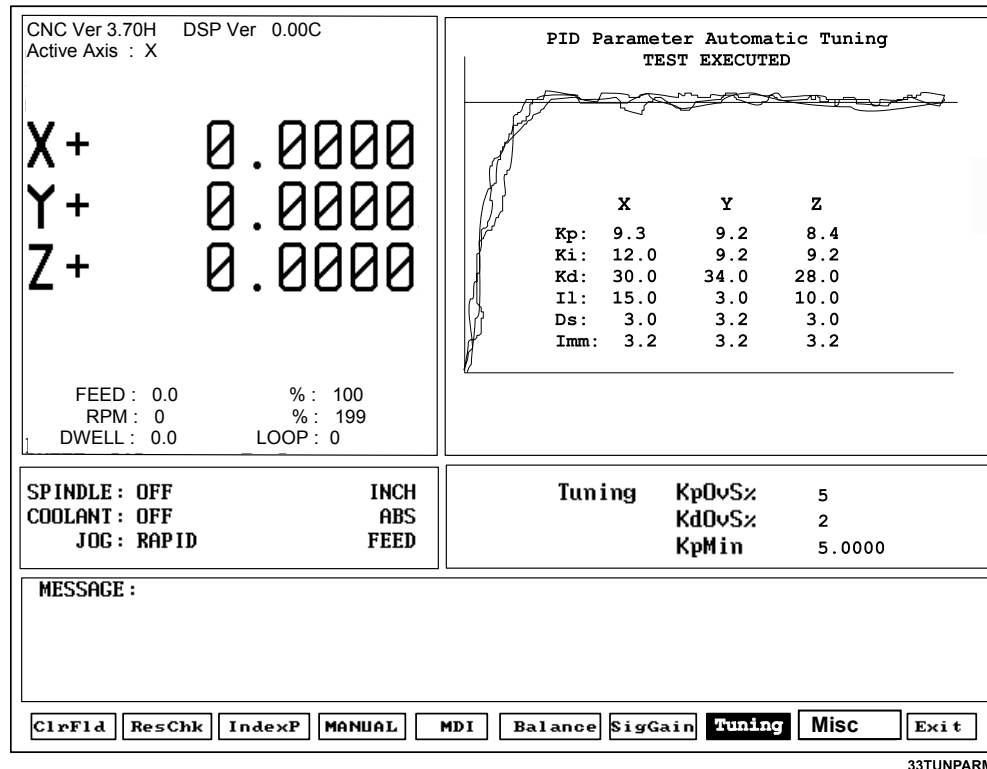 CNC Ver 3.70H DSP Ver 0.00C
Active Axis : X
X + 0.0000
Y + 0.0000
Z + 0.0000
FEED : 0.0 % : 100
RPM : 0 % : 199
DWELL : 0.0 LOOP : 0
PID Parameter Automatic Tuning
TEST EXECUTED
X Y Z
Kp: 9.3 9.2 8.4
Ki: 12.0 9.2 9.2
Kd: 30.0 34.0 28.0
Il: 15.0 3.0 10.0
Ds: 3.0 3.2 3.0
Imm: 3.2 3.2 3.2
SPINDLE: OFF INCH
COOLANT: OFF ABS
JOG: RAPID FEED
Tuning KpOvS% 5
KdOvS% 2
KpMin 5.0000
MESSAGE:
ClrFld ResChk IndexP MANUAL MDI Balance SigGain Tuning Misc Exit
33TUNPARM